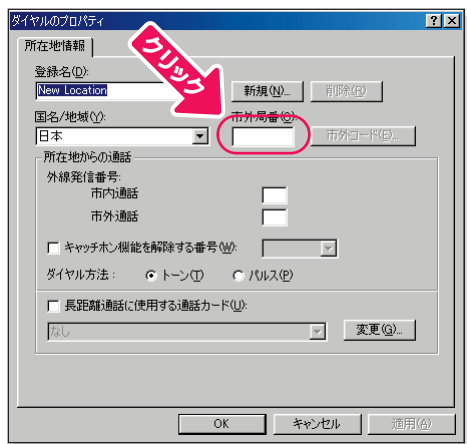 ダイヤルのプロパティ
所在地情報
クリック
登録名(D):
New Location
新規(N)...
削除(R)
国名/地域(Y):
市外局番(C):
日本
市外コード(E)...
所在地からの通話
外線発信番号:
市内通話
市外通話
キャッチホン機能を解除する番号(W):
ダイヤル方法:
トーン(T)
パルス(P)
長距離通話に使用する通話カード(U):
なし
変更(G)...
OK
キャンセル
適用(A)